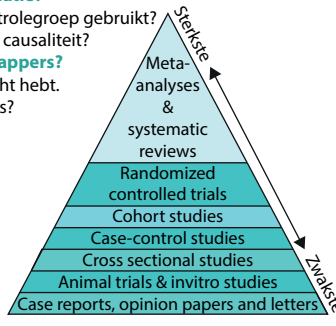 trolegroep gebruikt?
causaliteit?
appers?
ht hebt.
s?
Sterkste
Meta-
analyses
&
systematic
reviews
Randomized
controlled trials
Cohort studies
Case-control studies
Cross sectional studies
Animal trials & invitro studies
Case reports, opinion papers and letters
Zwakste